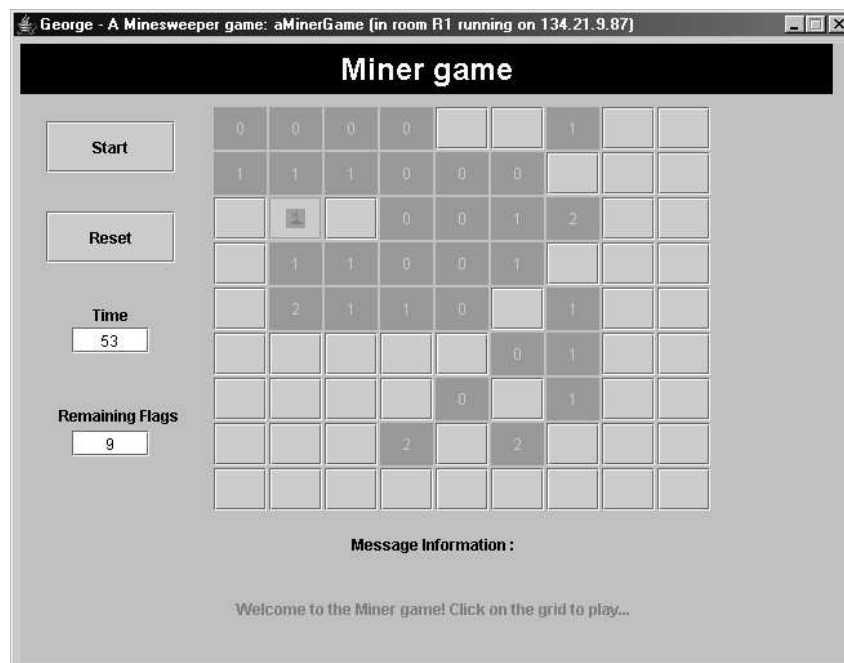 George - A Minesweeper game: aMinerGame (in room R1 running on 134.21.9.87)
Miner game
Start
Reset
Time
53
Remaining Flags
9
0 0 0 0 1
1 1 1 0 0 0
0 0 1 2
1 1 0 0 1
2 1 1 0 1
0 1
0 1
2 2
Message Information :
Welcome to the Miner game! Click on the grid to play...